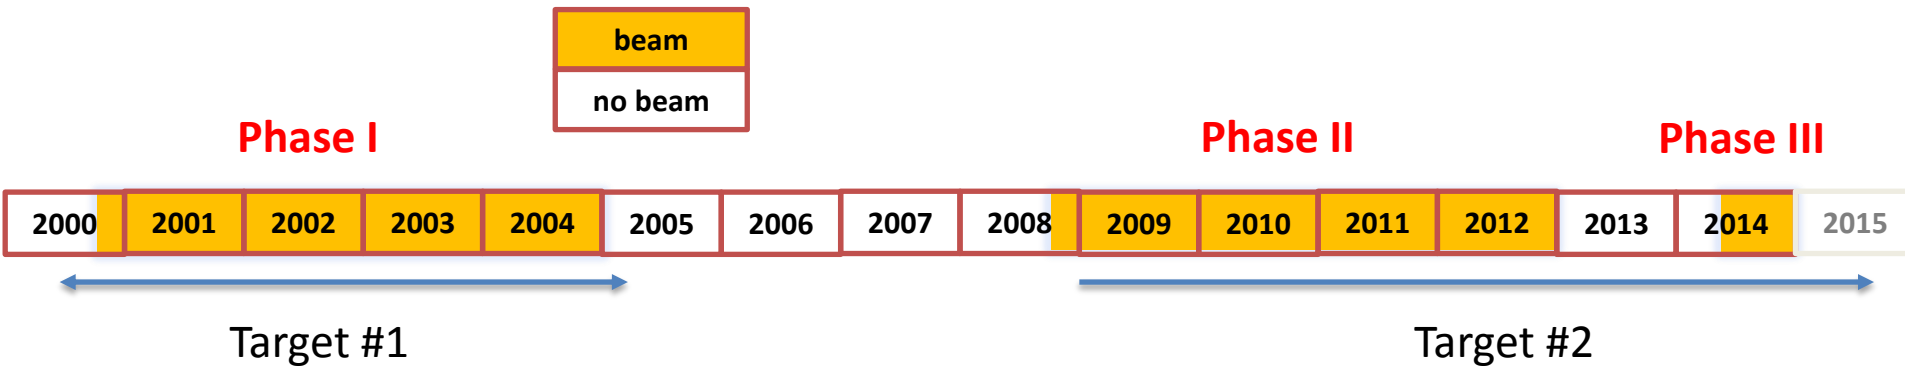 beam
no beam
Phase I
Phase II
Phase III
2000 2001 2002 2003 2004 2005 2006 2007 2008 2009 2010 2011 2012 2013 2014 2015
Target #1
Target #2